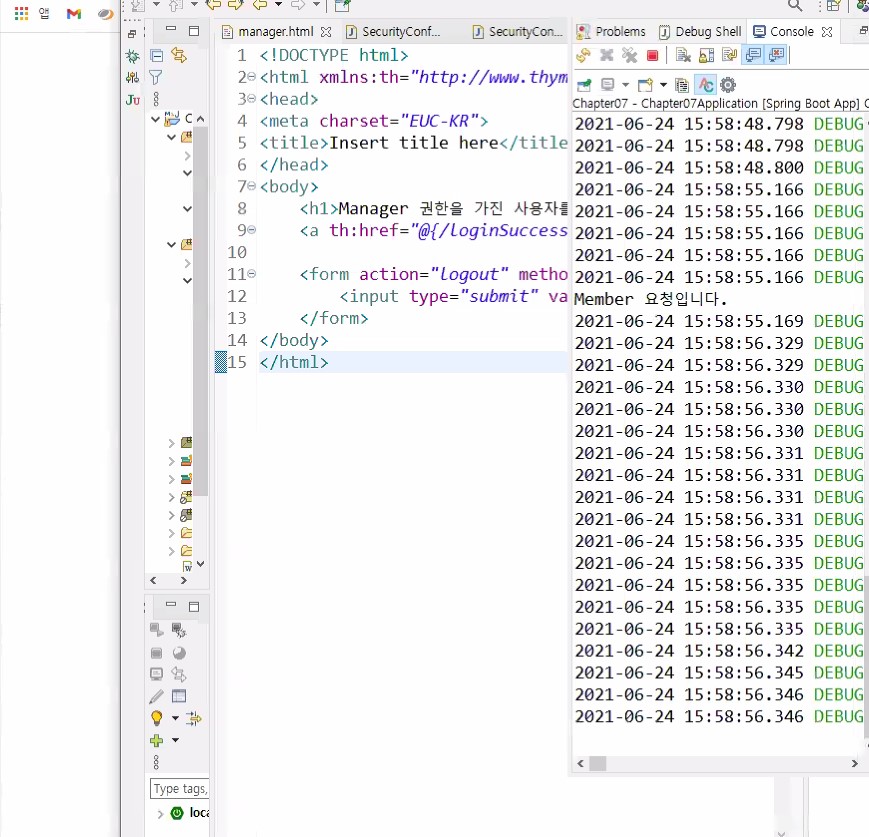 앱
manager.html
SecurityConf...
SecurityCon...
Problems
Debug Shell
Console
Chapter07 - Chapter07Application [Spring Boot App] C
1 <!DOCTYPE html>
2 <html xmlns:th="http://www.thym
3 <head>
4 <meta charset="EUC-KR">
5 <title>Insert title here</title
6 </head>
7 <body>
8 <h1>Manager 권한을 가진 사용자를
9 <a th:href="@{/loginSuccess
10
11 <form action="logout" metho
12 <input type="submit" va
13 </form>
14 </body>
15 </html>
2021-06-24 15:58:48.798 DEBUG
2021-06-24 15:58:48.798 DEBUG
2021-06-24 15:58:48.800 DEBUG
2021-06-24 15:58:55.166 DEBUG
2021-06-24 15:58:55.166 DEBUG
2021-06-24 15:58:55.166 DEBUG
2021-06-24 15:58:55.166 DEBUG
2021-06-24 15:58:55.166 DEBUG
Member 요청입니다.
2021-06-24 15:58:55.169 DEBUG
2021-06-24 15:58:56.329 DEBUG
2021-06-24 15:58:56.329 DEBUG
2021-06-24 15:58:56.330 DEBUG
2021-06-24 15:58:56.330 DEBUG
2021-06-24 15:58:56.330 DEBUG
2021-06-24 15:58:56.331 DEBUG
2021-06-24 15:58:56.331 DEBUG
2021-06-24 15:58:56.331 DEBUG
2021-06-24 15:58:56.331 DEBUG
2021-06-24 15:58:56.335 DEBUG
2021-06-24 15:58:56.335 DEBUG
2021-06-24 15:58:56.335 DEBUG
2021-06-24 15:58:56.335 DEBUG
2021-06-24 15:58:56.335 DEBUG
2021-06-24 15:58:56.342 DEBUG
2021-06-24 15:58:56.345 DEBUG
2021-06-24 15:58:56.346 DEBUG
2021-06-24 15:58:56.346 DEBUG
Ju
C
Type tags,
loca